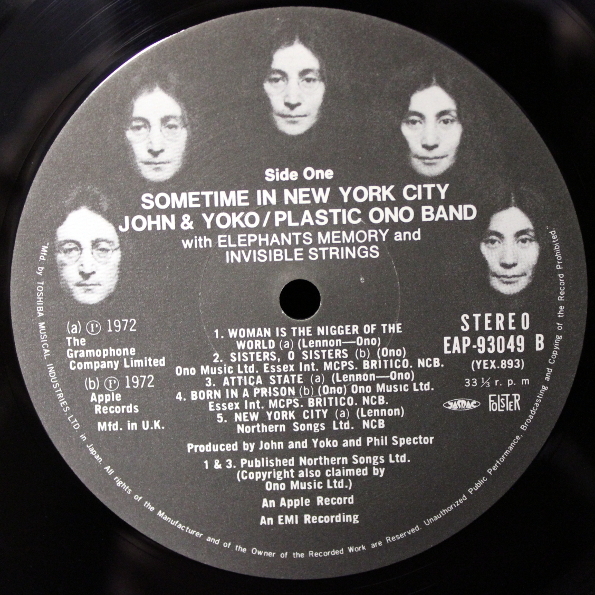 Side One
SOMETIME IN NEW YORK CITY
JOHN & YOKO/PLASTIC ONO BAND
with ELEPHANTS MEMORY and
INVISIBLE STRINGS
(a) Ⓟ 1972
The
Gramophone
Company Limited
(b) Ⓟ 1972
Apple
Records
Mfd. in U.K.
1. WOMAN IS THE NIGGER OF THE
WORLD (a) (Lennon—Ono)
2. SISTERS, O SISTERS (b) (Ono)
Ono Music Ltd. Essex Int. MCPS. BRITICO. NCB.
3. ATTICA STATE (a) (Lennon—Ono)
4. BORN IN A PRISON (b) (Ono) Ono Music Ltd.
Essex Int. MCPS. BRITICO. NCB.
5. NEW YORK CITY (a) (Lennon)
Northern Songs Ltd. NCB
STEREO
EAP-93049 B
(YEX.893)
33 ⅓ r. p. m
JASRAC
FOLSTER
Produced by John and Yoko and Phil Spector
1 & 3. Published Northern Songs Ltd.
(Copyright also claimed by
Ono Music Ltd.)
An Apple Record
An EMI Recording
"Mfd. by TOSHIBA MUSICAL INDUSTRIES, LTD. in Japan. All rights of the Manufacturer and of the Owner of the Recorded Work are Reserved. Unauthorized Public Performance, Broadcasting and Copying of the Record Prohibited"